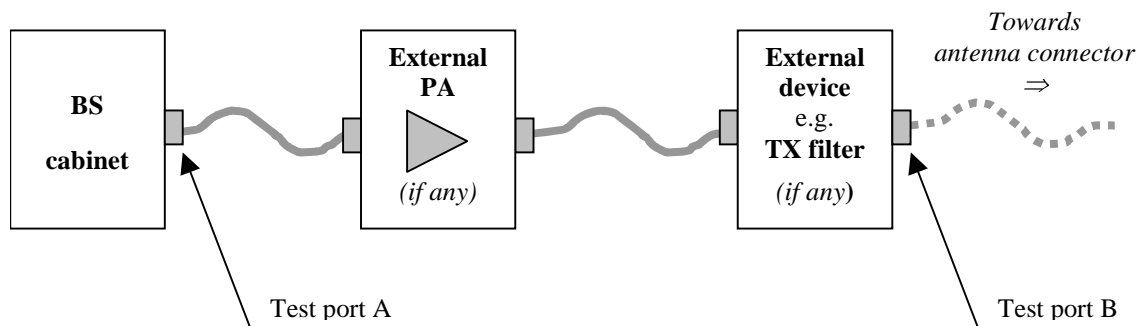 BS
cabinet
External
PA
(if any)
External
device
e.g.
TX filter
(if any)
Towards
antenna connector
⇒
Test port A
Test port B